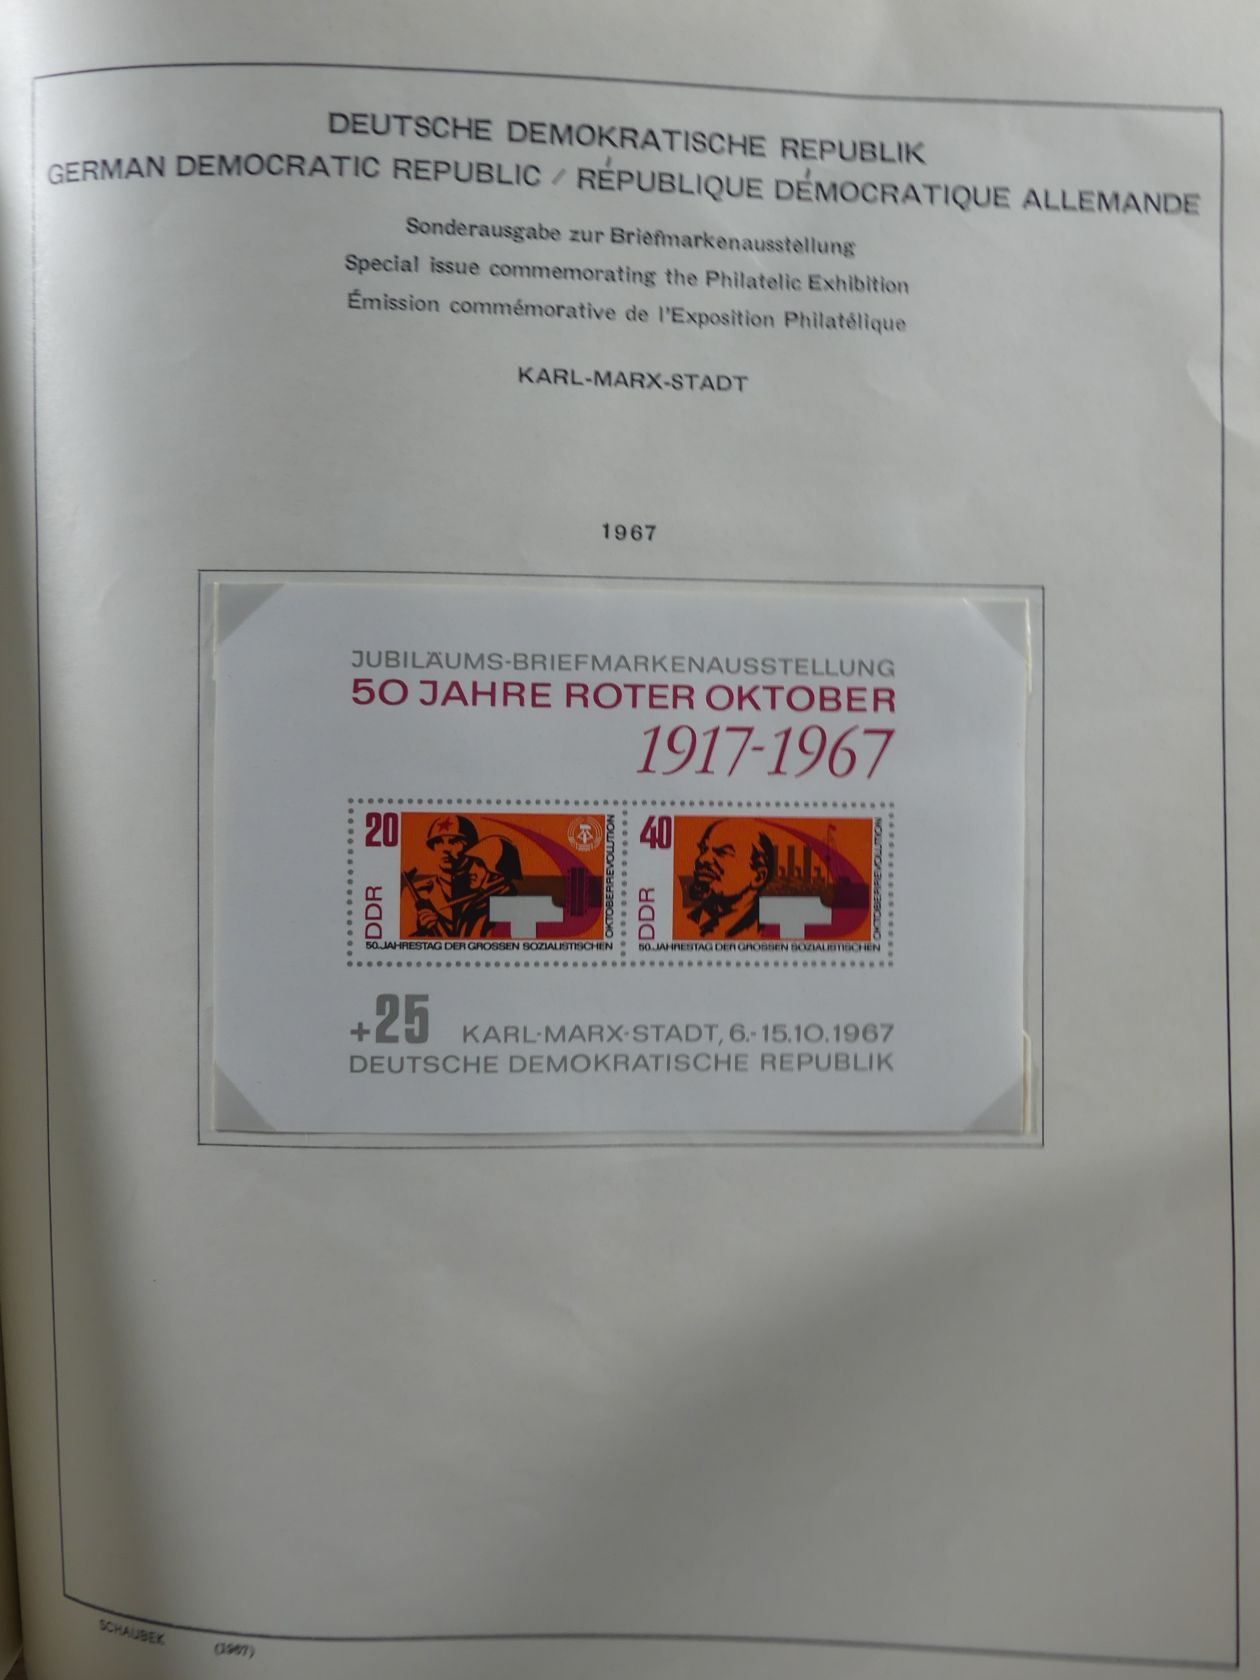 DEUTSCHE DEMOKRATISCHE REPUBLIK
GERMAN DEMOCRATIC REPUBLIC / RÉPUBLIQUE DÉMOCRATIQUE ALLEMANDE
Sonderausgabe zur Briefmarkenausstellung
Special issue commemorating the Philatelic Exhibition
Émission commémorative de l'Exposition Philatélique
KARL-MARX-STADT
1967
JUBILÄUMS-BRIEFMARKENAUSSTELLUNG
50 JAHRE ROTER OKTOBER
1917-1967
20
DDR
50. JAHRESTAG DER GROSSEN SOZIALISTISCHEN
OKTOBERREVOLUTION
40
DDR
50. JAHRESTAG DER GROSSEN SOZIALISTISCHEN
OKTOBERREVOLUTION
+25 KARL-MARX-STADT, 6.-15.10.1967
DEUTSCHE DEMOKRATISCHE REPUBLIK
SCHAUBEK (1967)